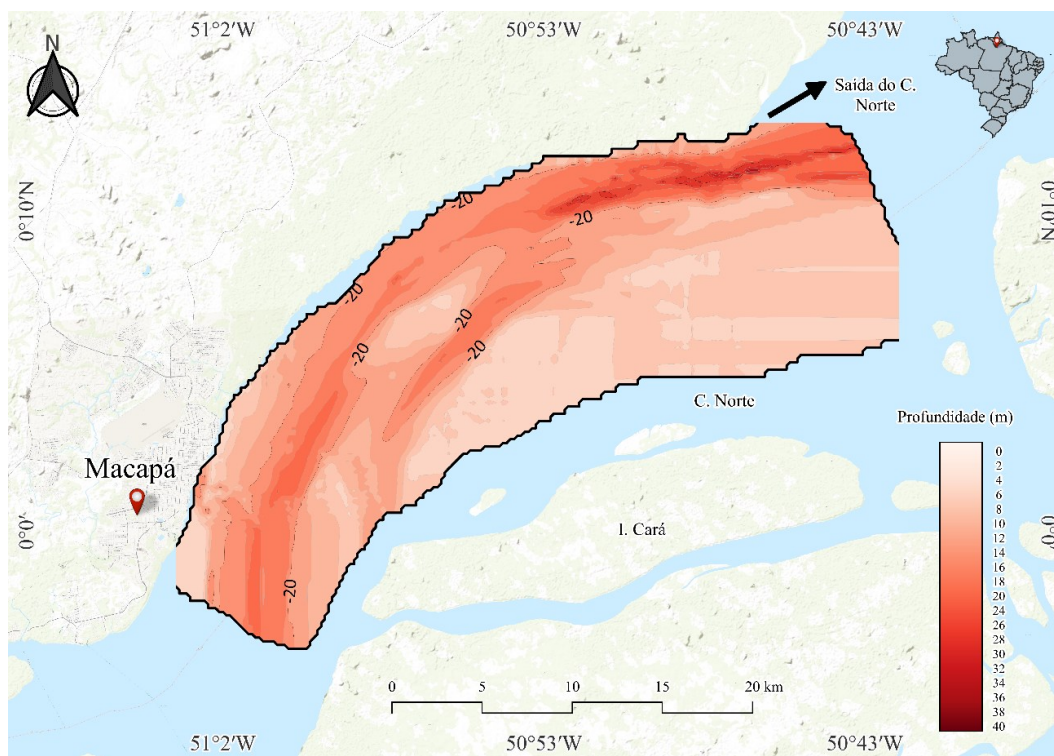 51°2′W
50°53′W
50°43′W
N
Saída do C.
Norte
0°10′N
0°10′N
-20
-20
-20
-20
-20
-20
C. Norte
Macapá
I. Cará
-20
0°0′
0°0′
Profundidade (m)
0
2
4
6
8
10
12
14
16
18
20
24
26
28
30
32
34
36
38
40
0 5 10 15 20 km
51°2′W
50°53′W
50°43′W